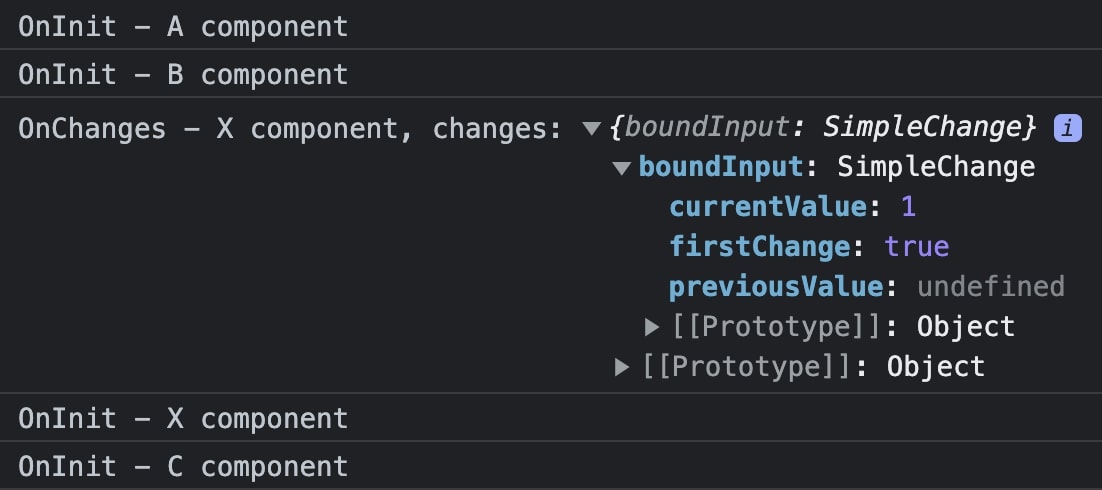 OnInit – A component
OnInit – B component
OnChanges – X component, changes: ▼{boundInput: SimpleChange} i
▼boundInput: SimpleChange
currentValue: 1
firstChange: true
previousValue: undefined
▶[[Prototype]]: Object
▶[[Prototype]]: Object
OnInit – X component
OnInit – C component